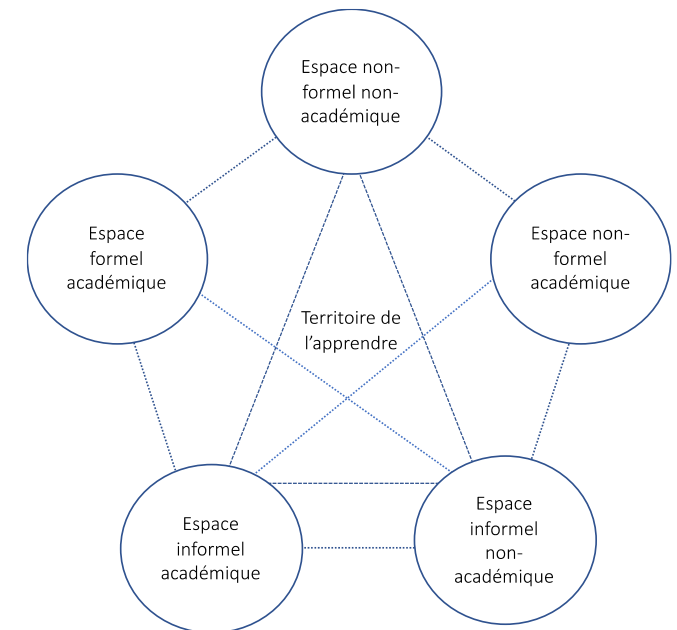 Espace non-
formel non-
académique
Espace
formel
académique
Espace non-
formel
académique
Territoire de
l’apprendre
Espace
informel
académique
Espace
informel
non-
académique